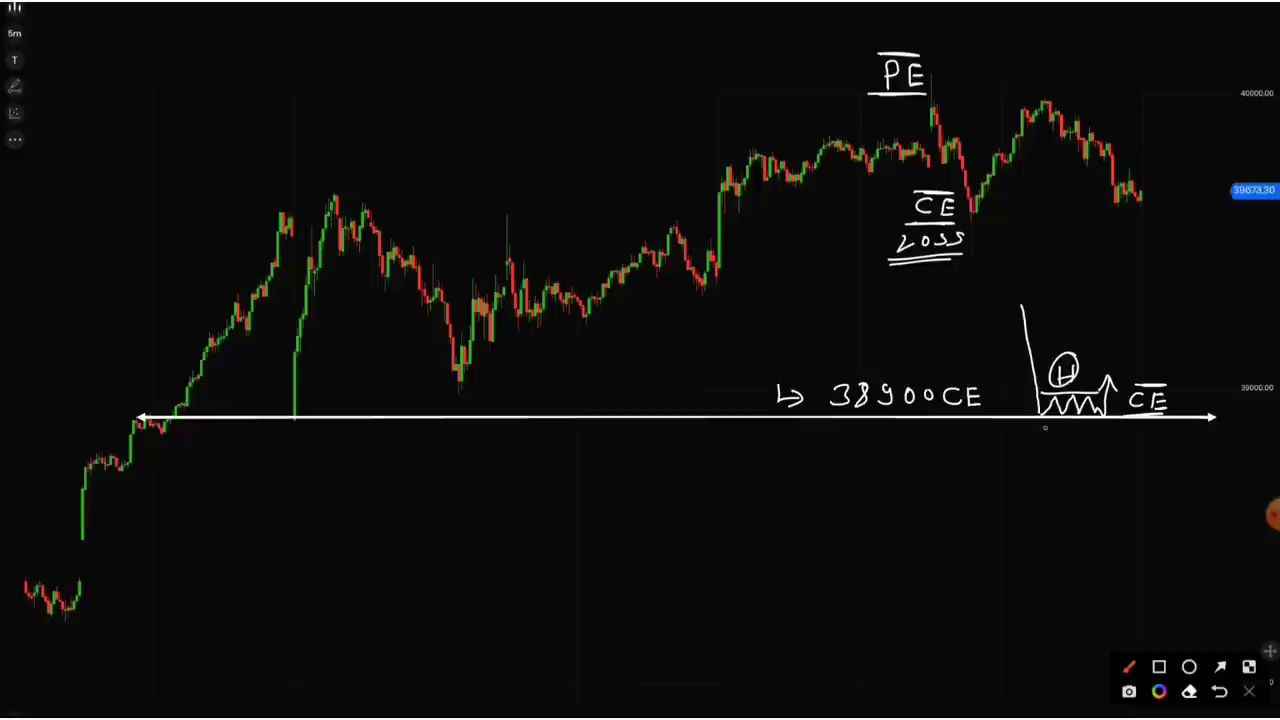 5m
T
PE
40000.00
39673.30
CE
Loss
39000.00
H
↳ 38900CE
CE